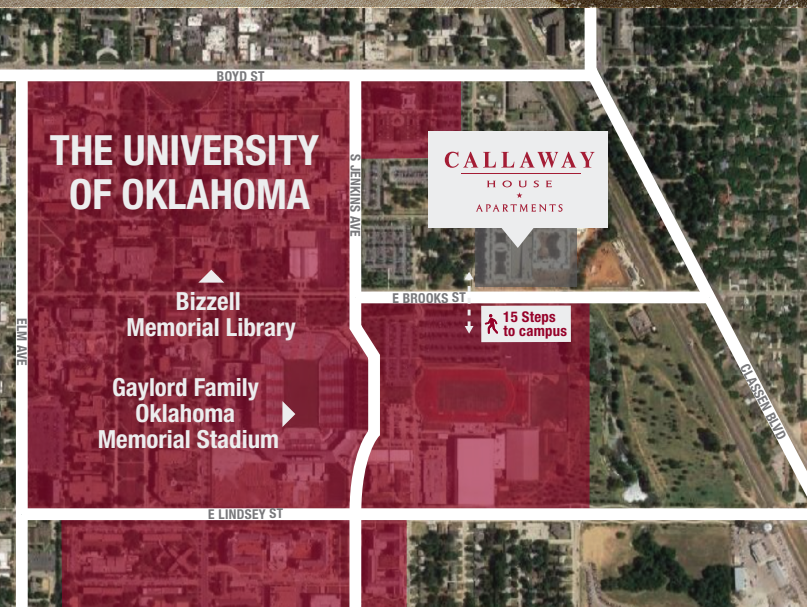 BOYD ST
THE UNIVERSITY
OF OKLAHOMA
S JENKINS AVE
CALLAWAY
HOUSE
APARTMENTS
Bizzell
Memorial Library
E BROOKS ST
15 Steps
to campus
ELM AVE
Gaylord Family
Oklahoma
Memorial Stadium
CLASSEN BLVD
E LINDSEY ST